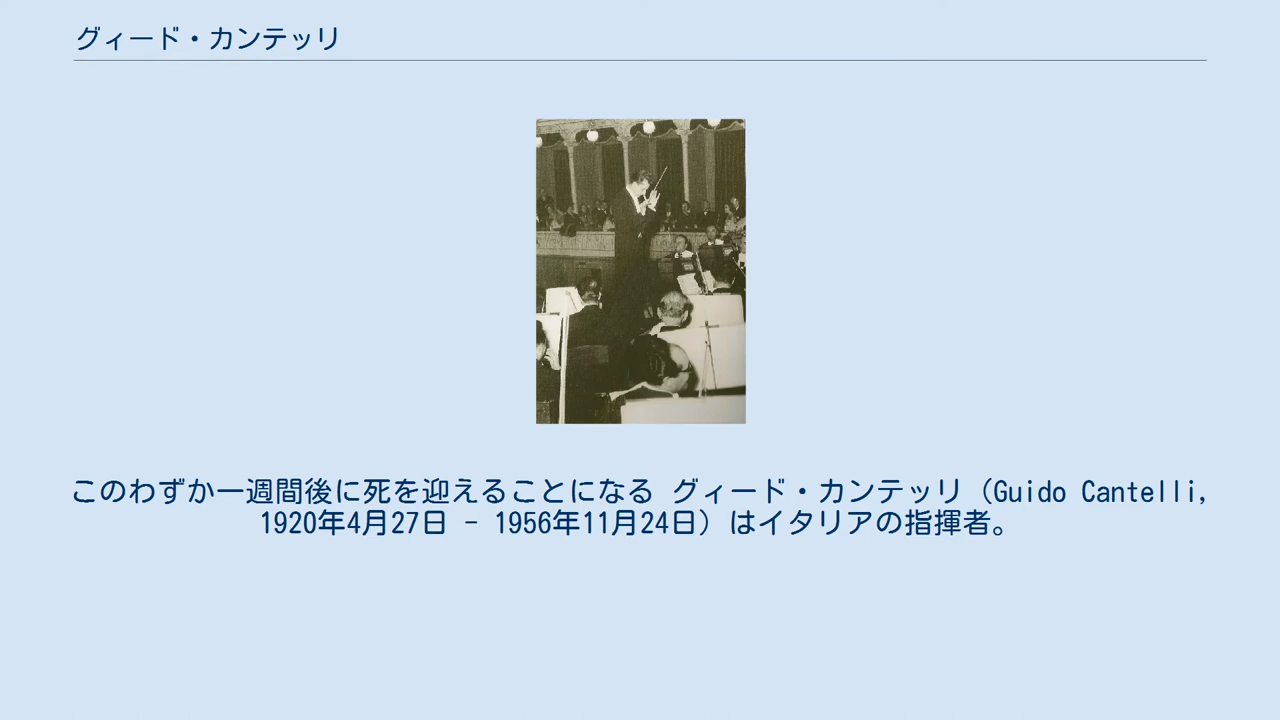 グィード・カンテッリ
このわずか一週間後に死を迎えることになる グィード・カンテッリ（Guido Cantelli,
1920年4月27日 - 1956年11月24日）はイタリアの指揮者。